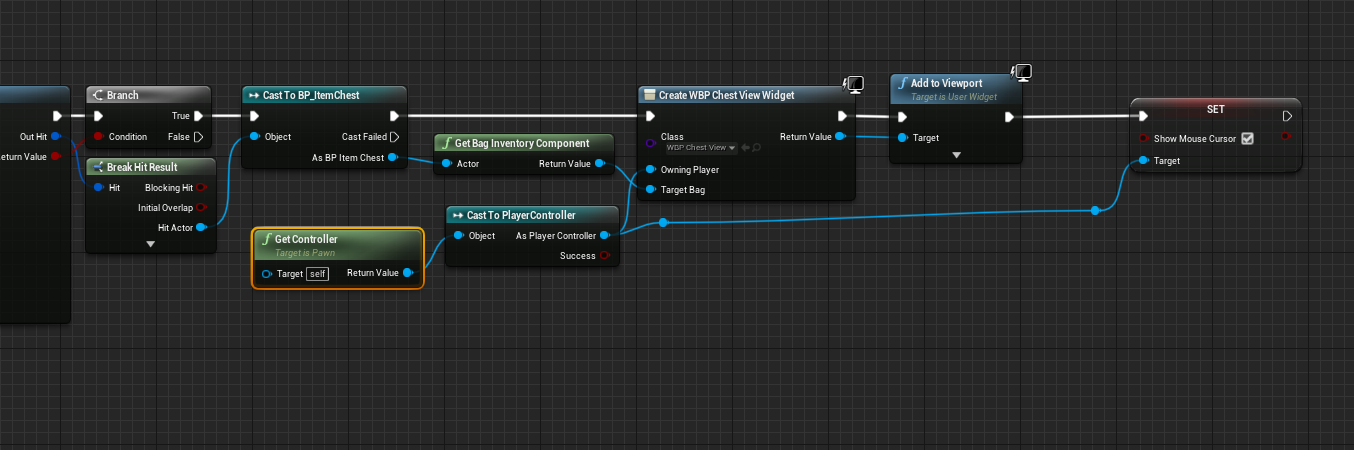 Out Hit
eturn Value
Branch
True
Condition
False
Break Hit Result
Hit
Blocking Hit
Initial Overlap
Hit Actor
Cast To BP_ItemChest
Object
Cast Failed
As BP Item Chest
Get Controller
Target is Pawn
Target
self
Return Value
Get Bag Inventory Component
Actor
Return Value
Cast To PlayerController
Object
As Player Controller
Success
Create WBP Chest View Widget
Class
WBP Chest View
Return Value
Owning Player
Target Bag
Add to Viewport
Target is User Widget
Target
SET
Show Mouse Cursor
Target